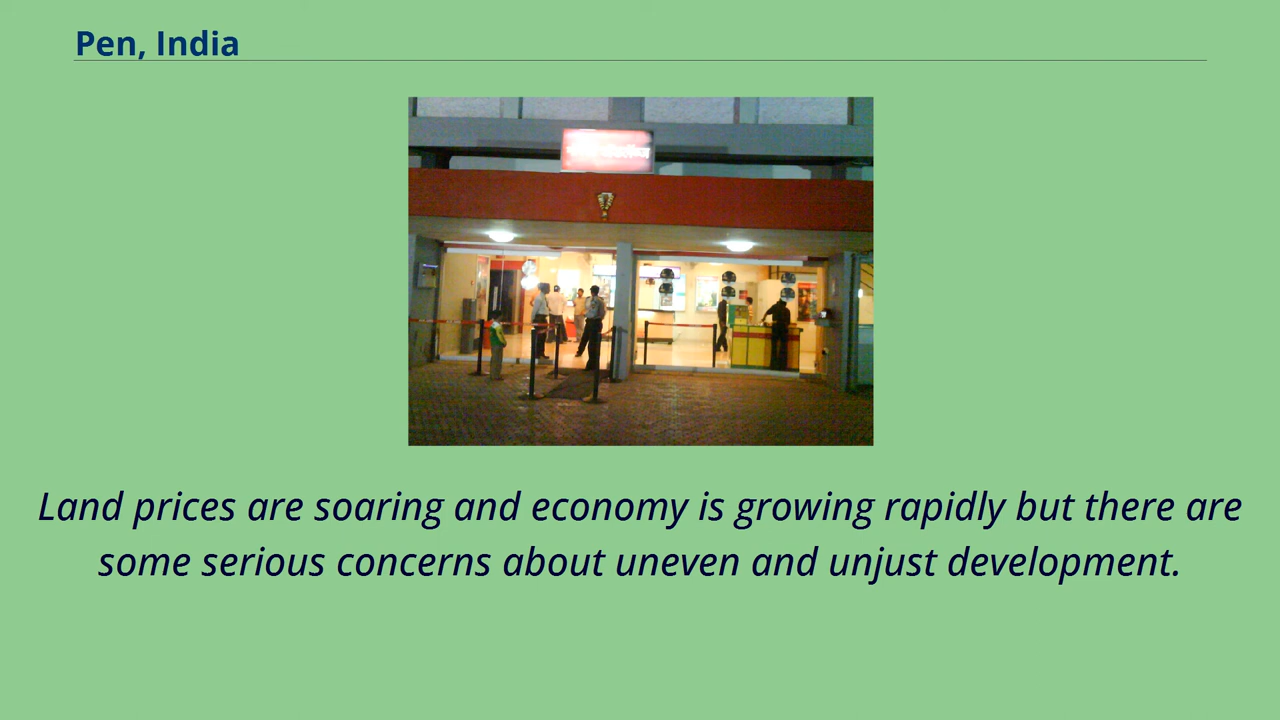 Pen, India
Land prices are soaring and economy is growing rapidly but there are
some serious concerns about uneven and unjust development.